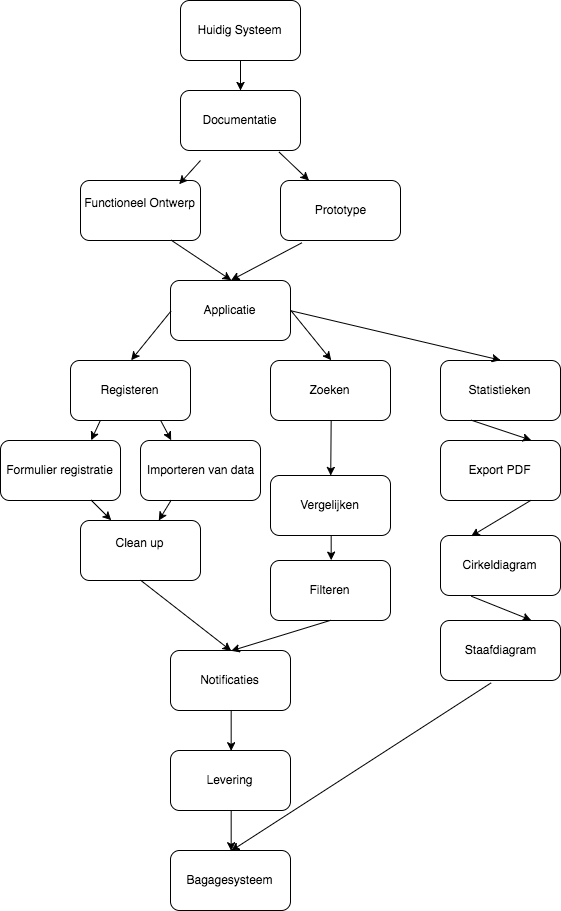 Huidig Systeem
Documentatie
Functioneel Ontwerp
Prototype
Applicatie
Registeren
Zoeken
Statistieken
Formulier registratie
Importeren van data
Export PDF
Vergelijken
Clean up
Cirkeldiagram
Filteren
Staafdiagram
Notificaties
Levering
Bagagesysteem